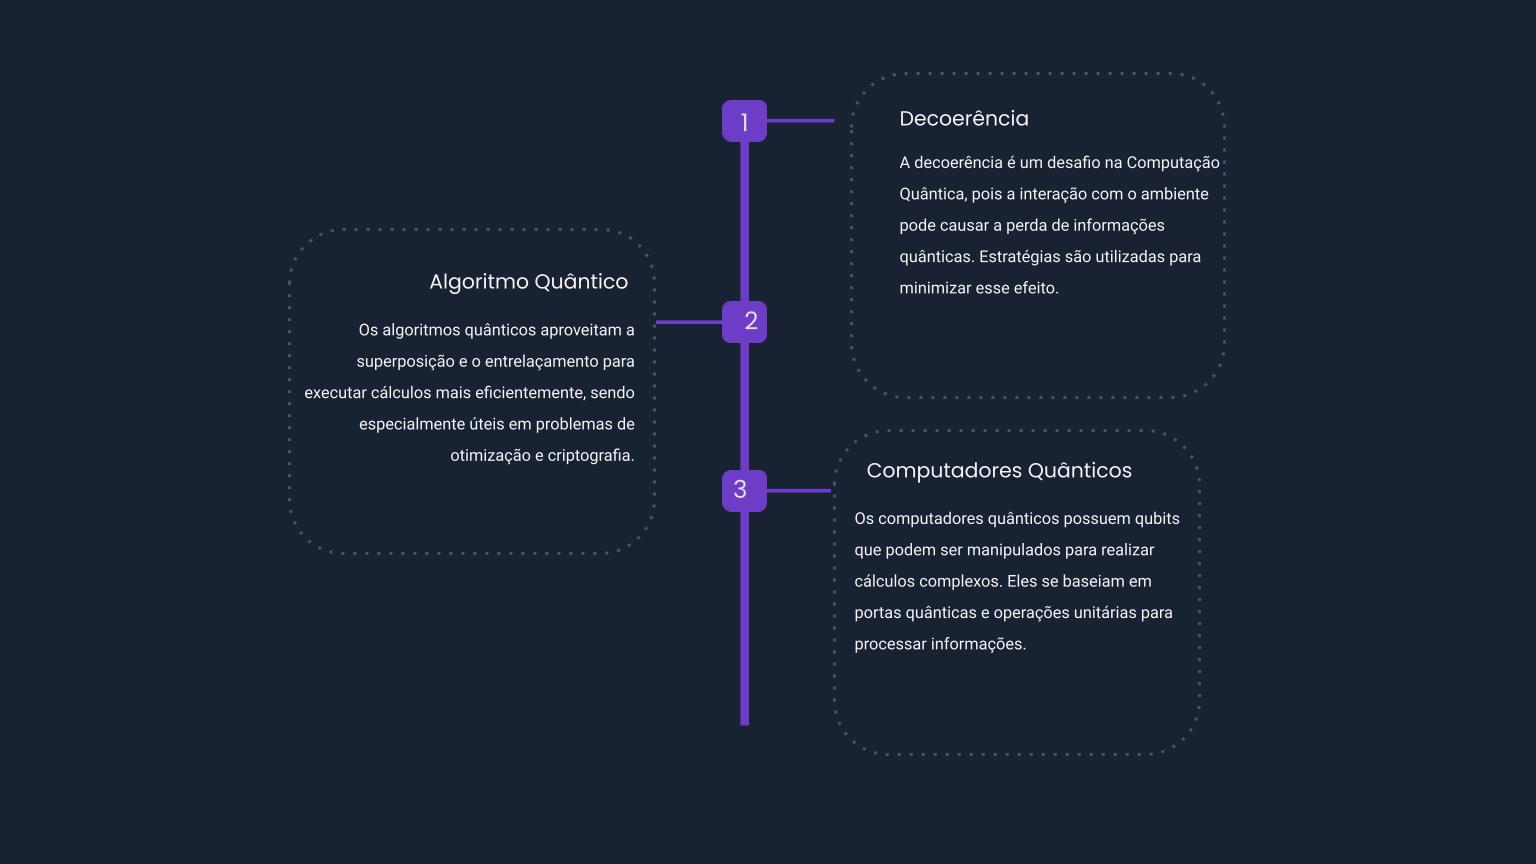 1
Decoerência
A decoerência é um desafio na Computação
Quântica, pois a interação com o ambiente
pode causar a perda de informações
quânticas. Estratégias são utilizadas para
minimizar esse efeito.
2
Algoritmo Quântico
Os algoritmos quânticos aproveitam a
superposição e o entrelaçamento para
executar cálculos mais eficientemente, sendo
especialmente úteis em problemas de
otimização e criptografia.
3
Computadores Quânticos
Os computadores quânticos possuem qubits
que podem ser manipulados para realizar
cálculos complexos. Eles se baseiam em
portas quânticas e operações unitárias para
processar informações.